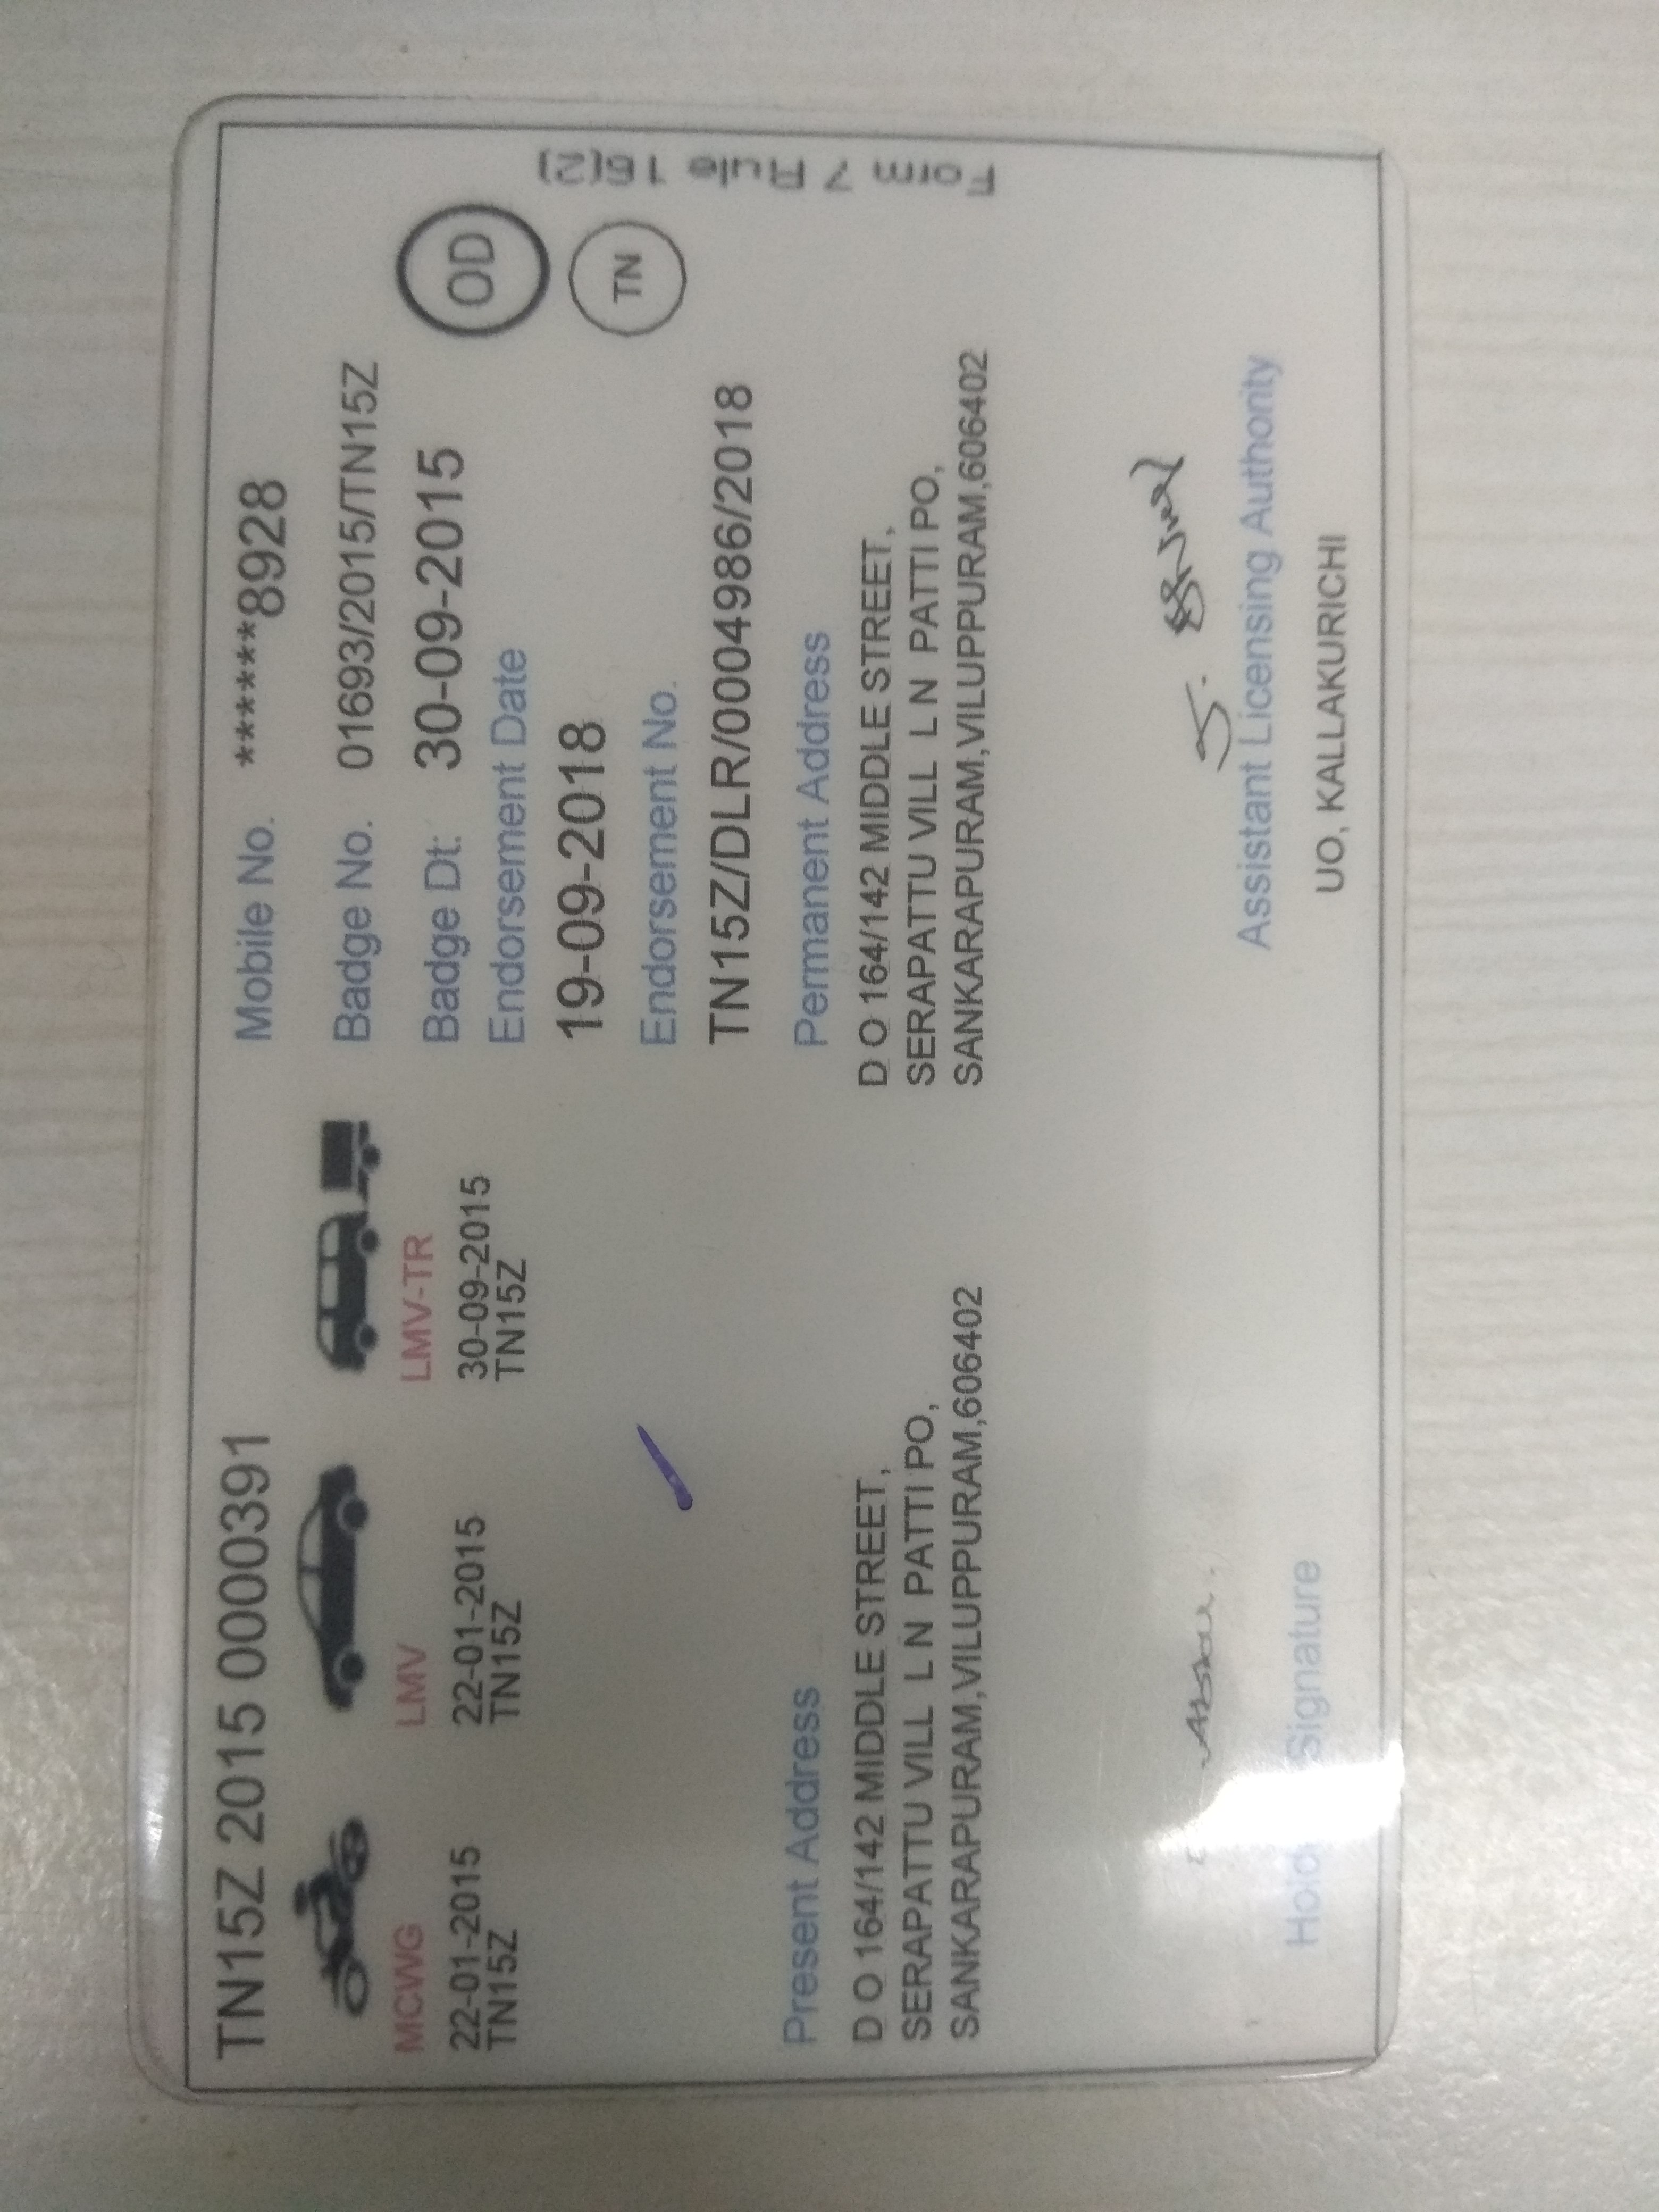 TN15Z 2015 0000391
MCWG
22-01-2015
TN15Z
LMV
22-01-2015
TN15Z
LMV-TR
30-09-2015
TN15Z
Mobile No. ******8928
Badge No. 01693/2015/TN15Z
Badge Dt. 30-09-2015
Endorsement Date
19-09-2018
Endorsement No.
TN15Z/DLR/0004986/2018
OD
TN
Form 7 Rule 16(2)
Present Address
D O 164/142 MIDDLE STREET,
SERAPATTU VILL L N PATTI PO,
SANKARAPURAM,VILUPPURAM,606402
Permanent Address
D O 164/142 MIDDLE STREET,
SERAPATTU VILL L N PATTI PO,
SANKARAPURAM,VILUPPURAM,606402
Signature
Assistant Licensing Authority
UO, KALLAKURICHI